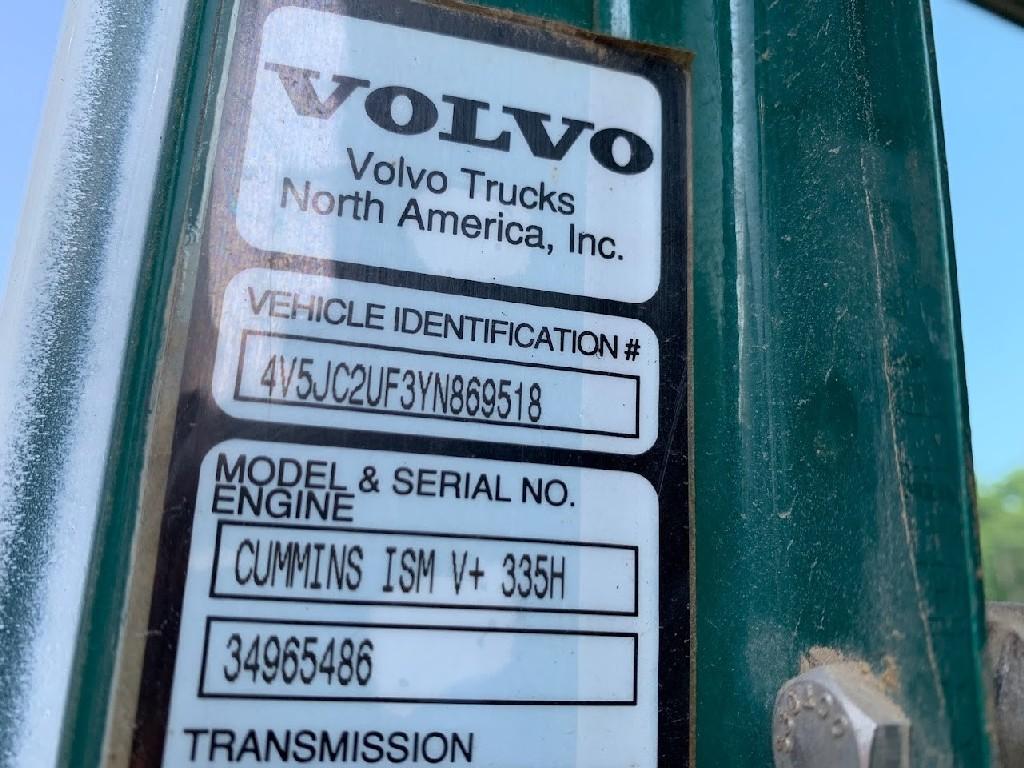 VOLVO
Volvo Trucks
North America, Inc.
VEHICLE IDENTIFICATION #
4V5JC2UF3YN869518
MODEL & SERIAL NO.
ENGINE
CUMMINS ISM V+ 335H
34965486
TRANSMISSION